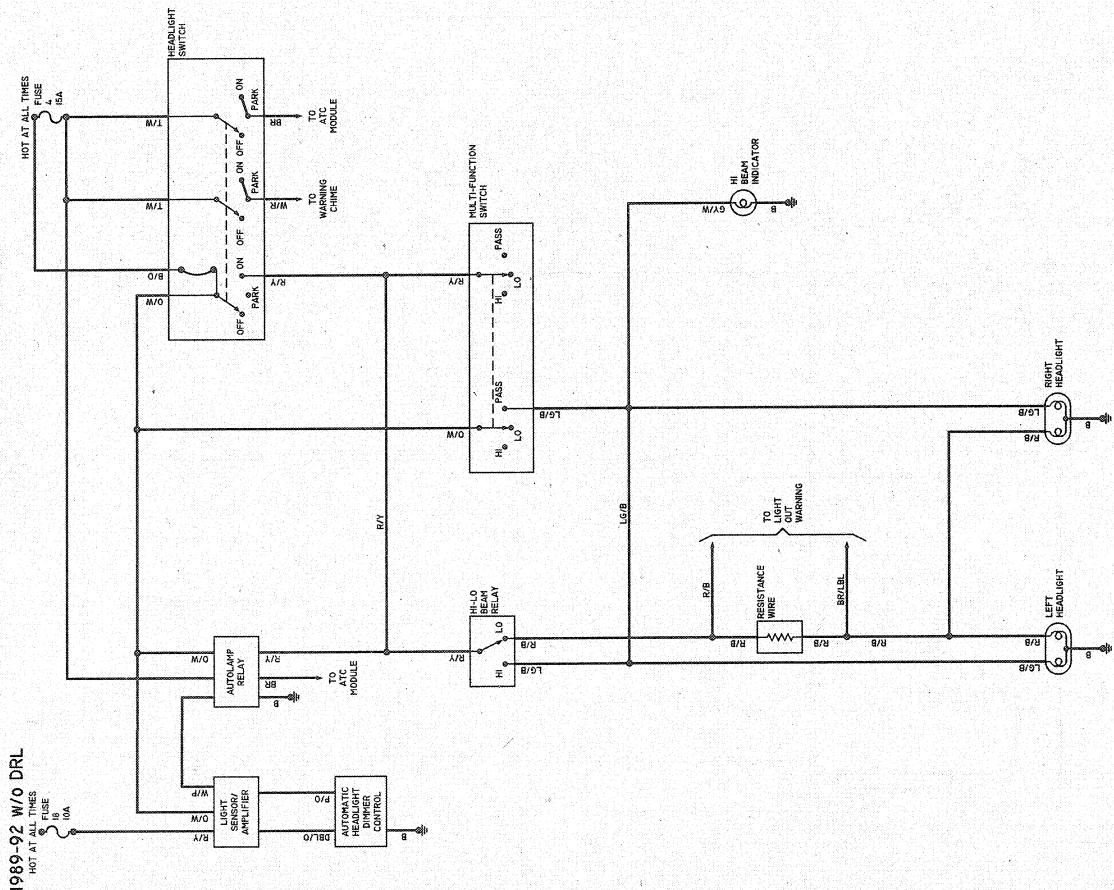 1989-92 W/o DRL
HOT AT ALL TIMES
FUSE
18
10A
R/Y
O/W
W/P
LIGHT
SENSOR/
AMPLIFIER
DBL/O
P/O
AUTOMATIC
HEADLIGHT
DIMMER
CONTROL
B
O/W
AUTOLAMP
RELAY
R/Y
BR
B
TO
ATC
MODULE
HOT AT ALL TIMES
FUSE
4
15A
HEADLIGHT
SWITCH
O/W
B/O
T/W
T/W
OFF
PARK
ON
OFF
PARK
ON
OFF
PARK
ON
R/Y
W/R
BR
TO
WARNING
CHIME
TO
ATC
MODULE
R/Y
HI-LO
BEAM
RELAY
R/Y
HI
LO
LG/B
R/B
MULTI-FUNCTION
SWITCH
O/W
R/Y
HI
LO
PASS
HI
LO
PASS
LG/B
LG/B
GY/W
HI
BEAM
INDICATOR
B
R/B
RESISTANCE
WIRE
R/B
R/B
BR/LBL
R/B
TO
LIGHT
OUT
WARNING
LG/B
R/B
LEFT
HEADLIGHT
B
R/B
LG/B
RIGHT
HEADLIGHT
B